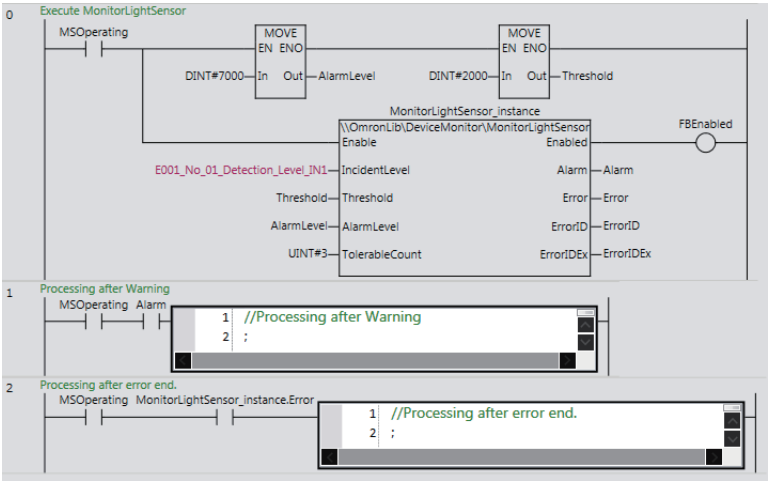 0
Execute MonitorLightSensor
MSOperating
MOVE
MOVE
EN ENO
EN ENO
DINT#7000 In Out AlarmLevel
DINT#2000 In Out Threshold
MonitorLightSensor_instance
\\OmronLib\DeviceMonitor\MonitorLightSensor
FBEnabled
Enable Enabled
E001_No_01_Detection_Level_IN1 IncidentLevel Alarm Alarm
Threshold Threshold Error Error
AlarmLevel AlarmLevel ErrorID ErrorID
UINT#3 TolerableCount ErrorIDEx ErrorIDEx
1
Processing after Warning
MSOperating Alarm
1 //Processing after Warning
2 ;
2
Processing after error end.
MSOperating MonitorLightSensor_instance.Error
1 //Processing after error end.
2 ;